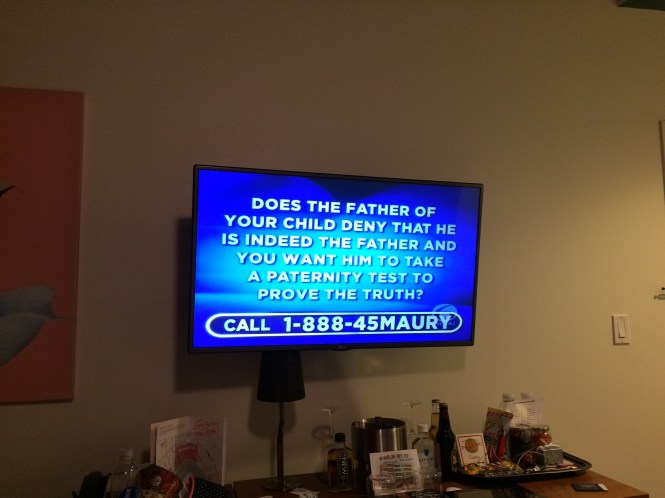 DOES THE FATHER OF
YOUR CHILD DENY THAT HE
IS INDEED THE FATHER AND
YOU WANT HIM TO TAKE
A PATERNITY TEST TO
PROVE THE TRUTH?
CALL 1-888-45MAURY
LG